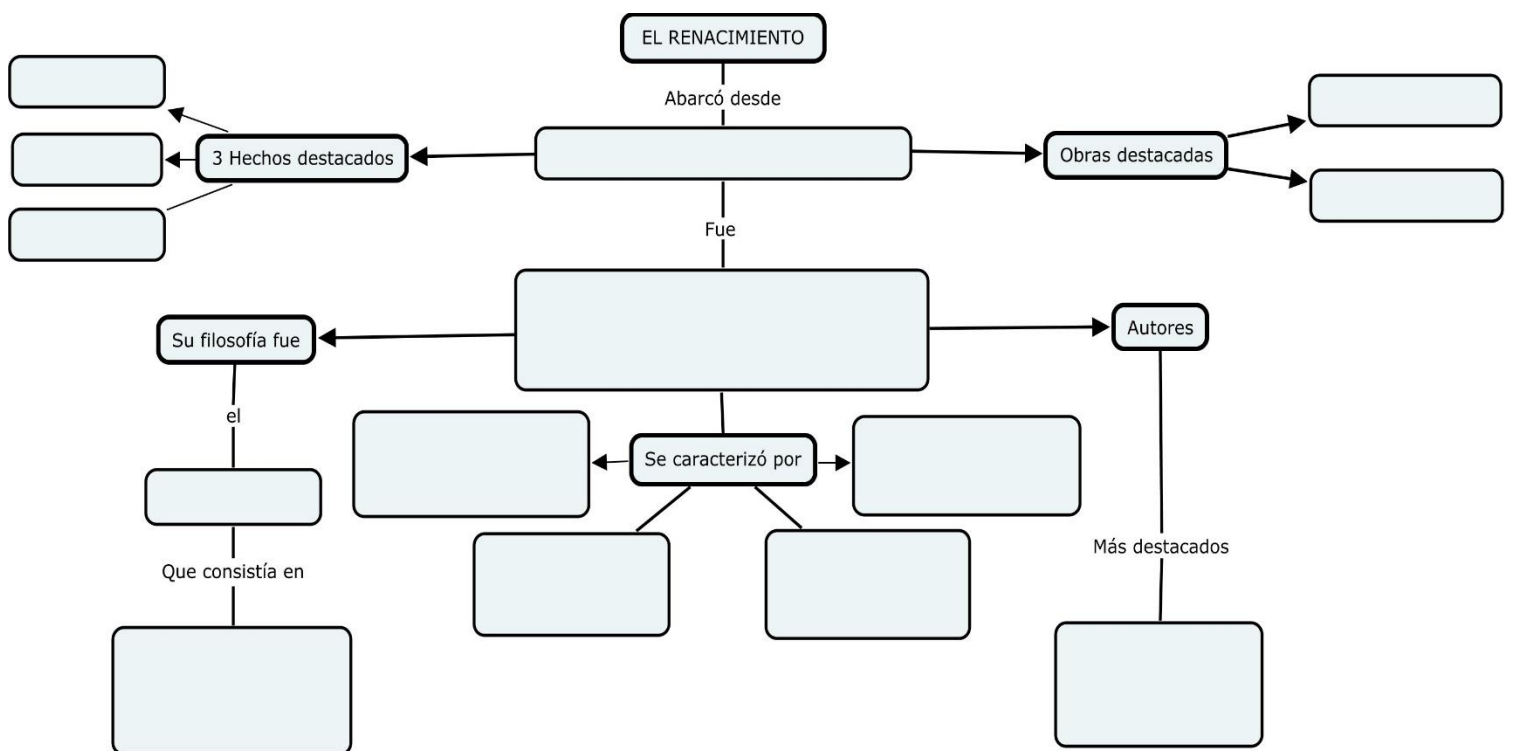 EL RENACIMIENTO
Abarcó desde
3 Hechos destacados
Obras destacadas
Fue
Su filosofía fue
Autores
el
Se caracterizó por
Más destacados
Que consistía en